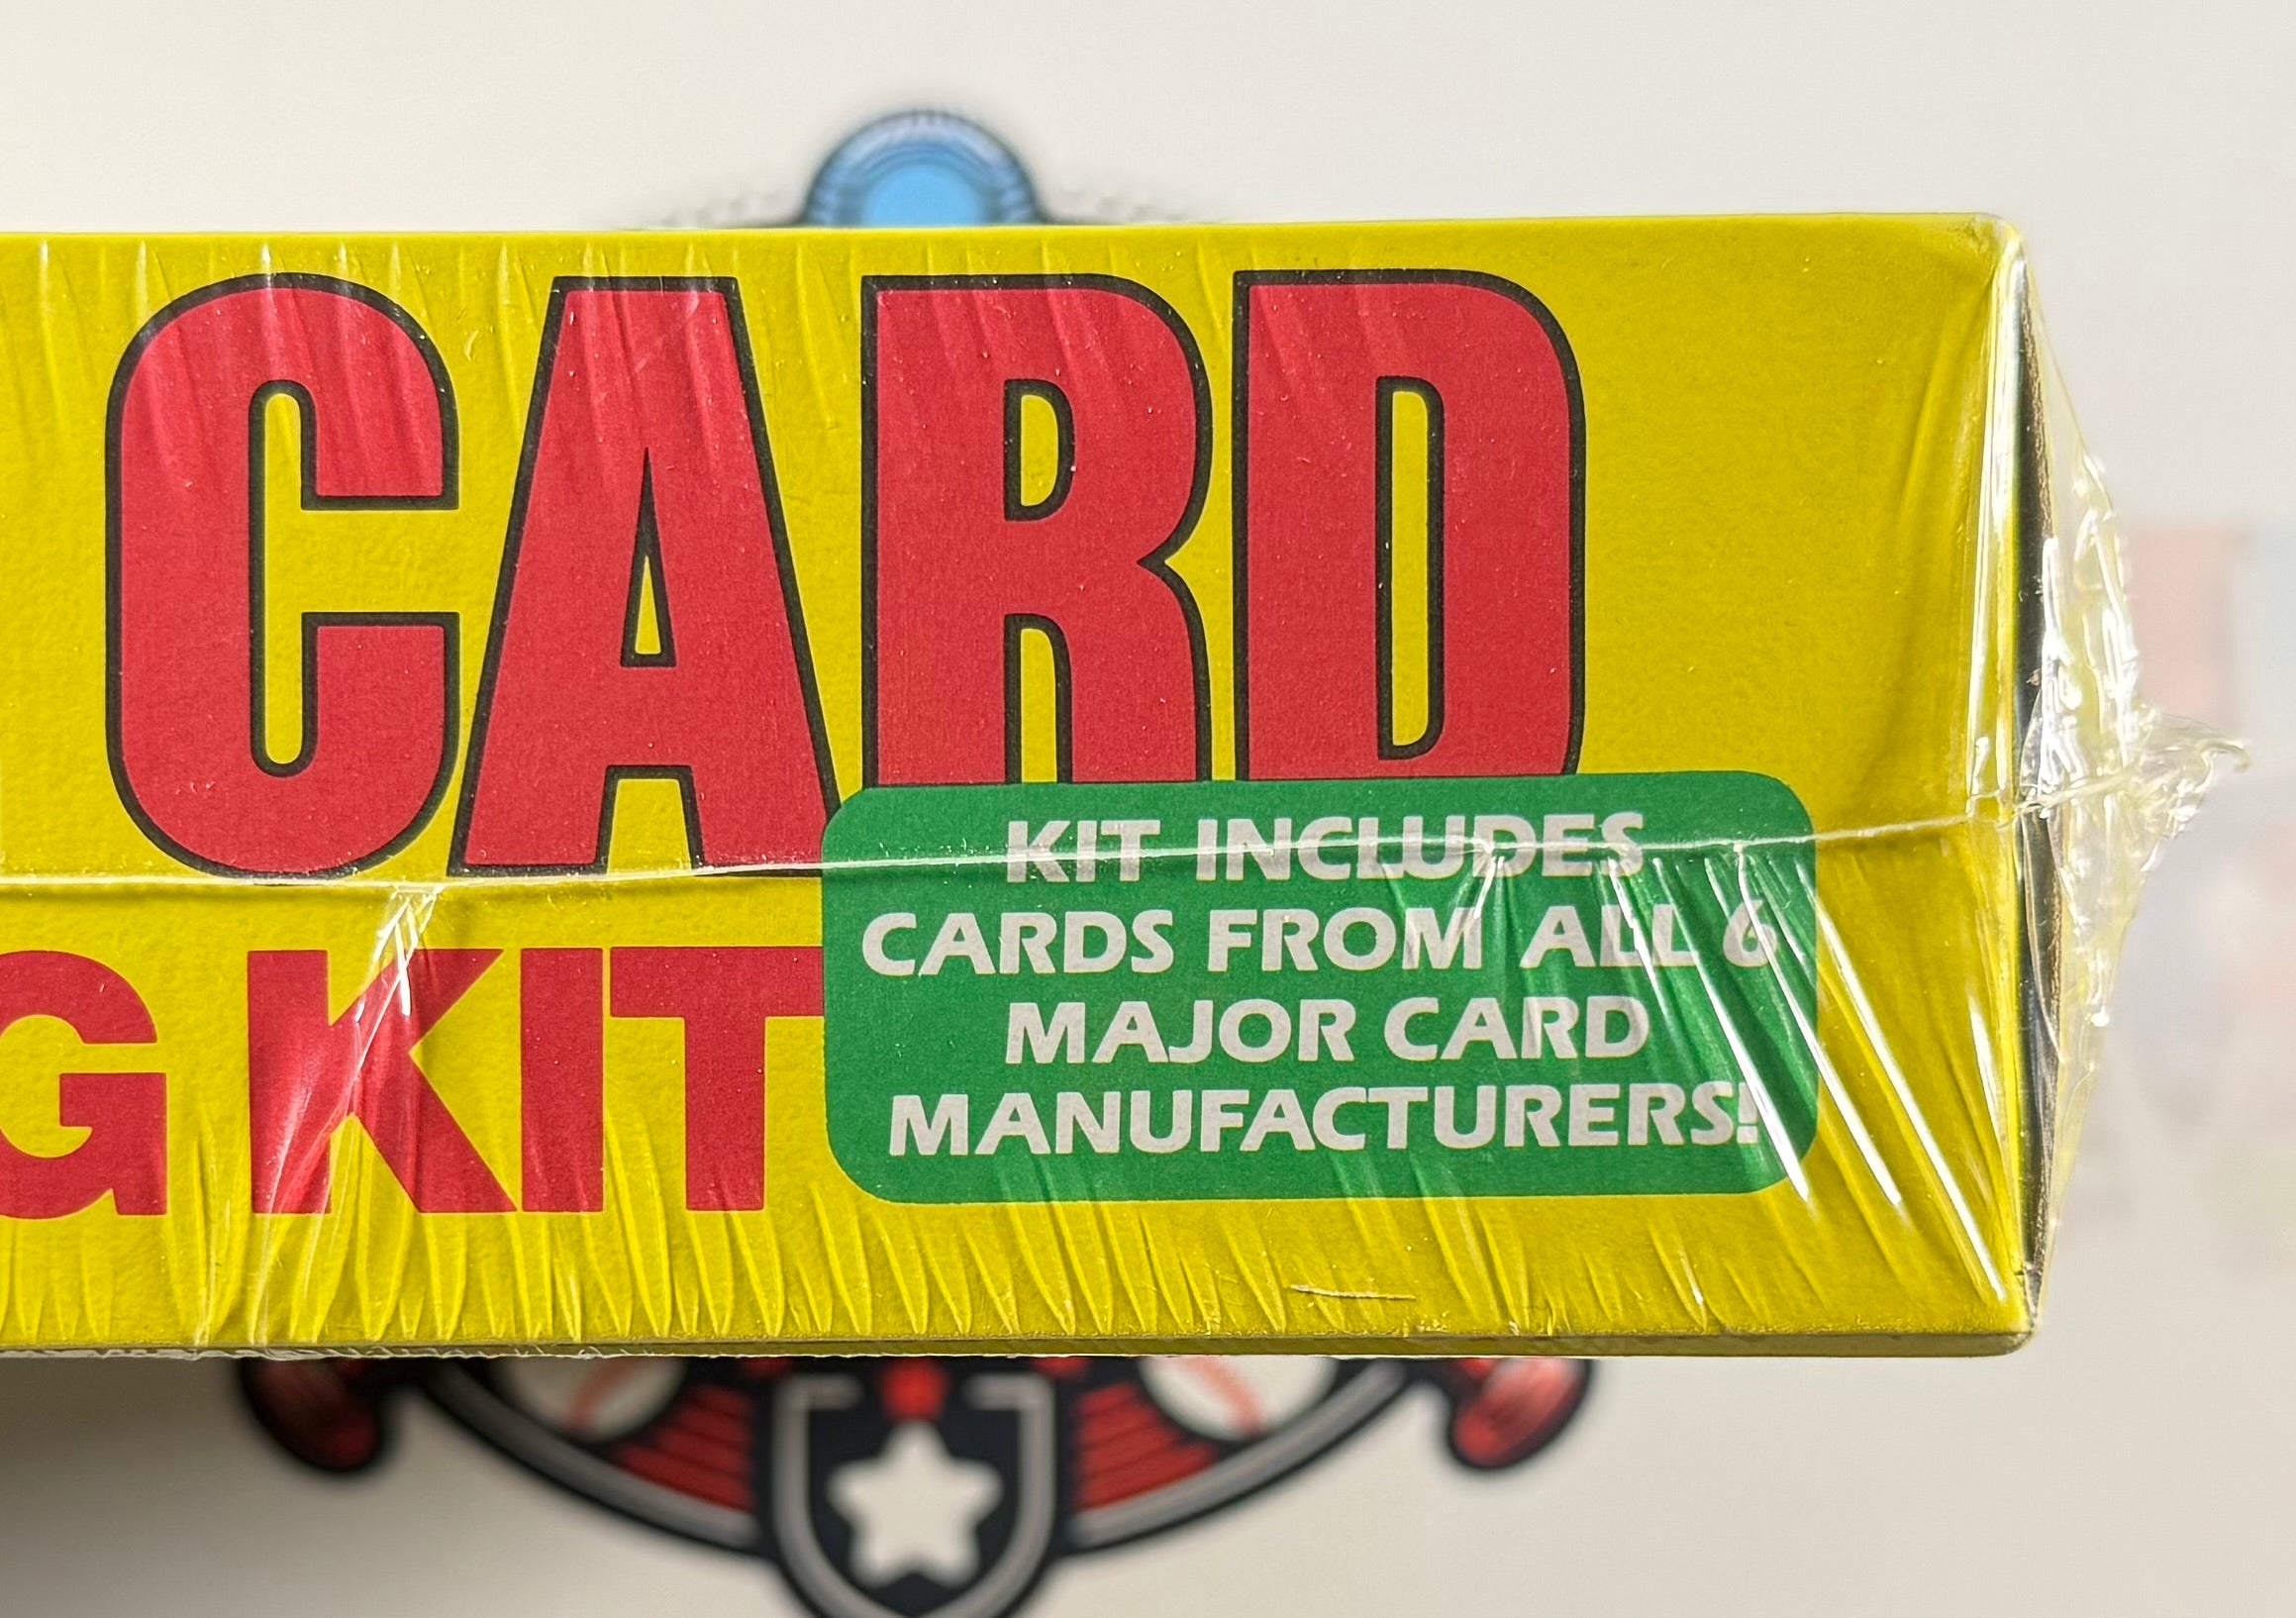 CARD
G KIT
KIT INCLUDES
CARDS FROM ALL 6
MAJOR CARD
MANUFACTURERS!